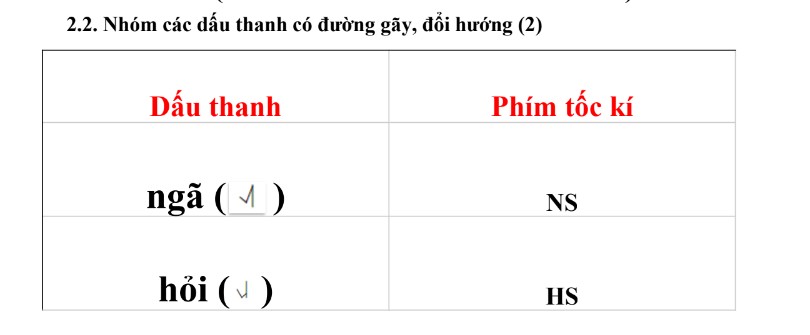 2.2. Nhóm các dấu thanh có đường gãy, đổi hướng (2)
Dấu thanh Phím tốc kí
ngã ( ) NS
hỏi ( ) HS